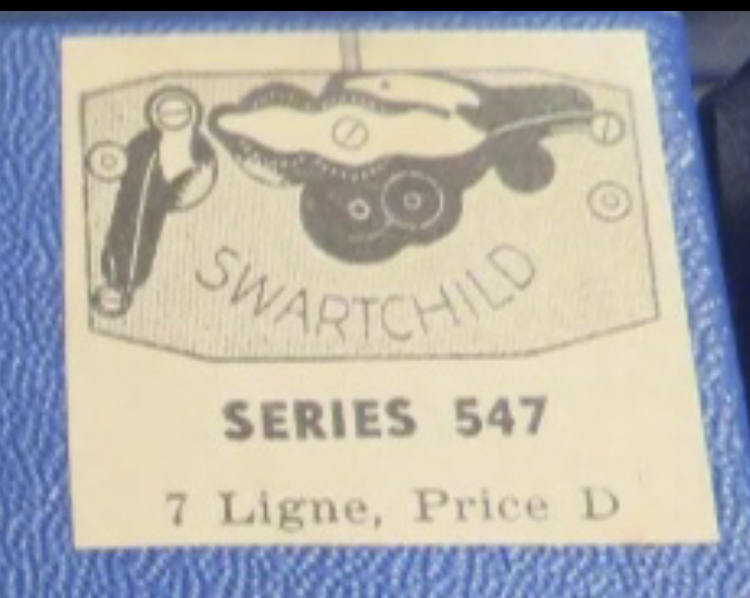 SWARTCHILD
SERIES 547
7 Ligne, Price D